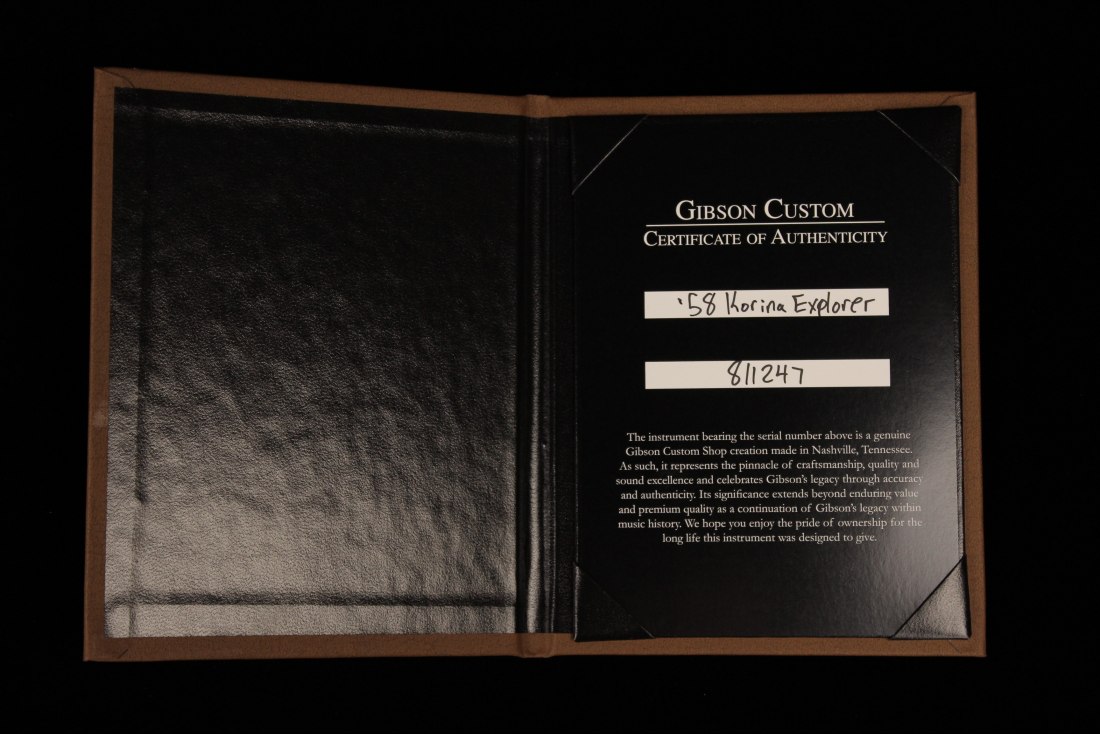 GIBSON CUSTOM
CERTIFICATE OF AUTHENTICITY
'58 Korina Explorer
811247
The instrument bearing the serial number above is a genuine
Gibson Custom Shop creation made in Nashville, Tennessee.
As such, it represents the pinnacle of craftsmanship, quality and
sound excellence and celebrates Gibson's legacy through accuracy
and authenticity. Its significance extends beyond enduring value
and premium quality as a continuation of Gibson's legacy within
music history. We hope you enjoy the pride of ownership for the
long life this instrument was designed to give.